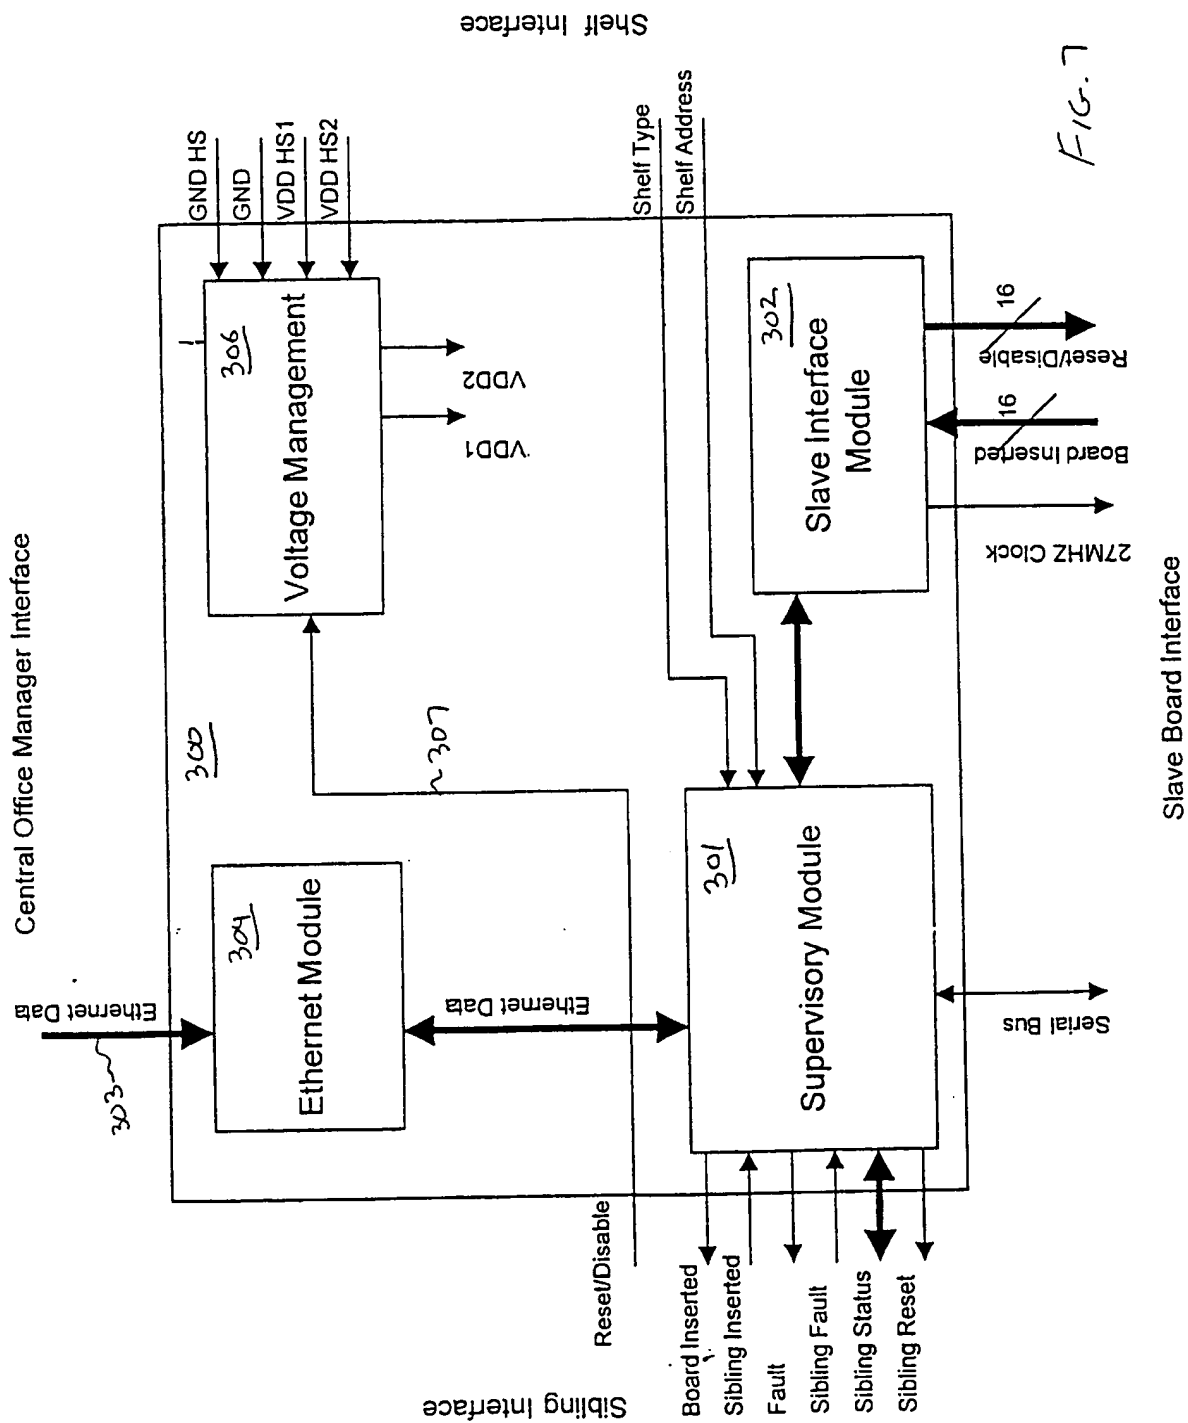 Central Office Manager Interface
Sibling Interface
Shelf Interface
Slave Board Interface
303
Ethernet Data
300
304
Ethernet Module
Ethernet Data
306
Voltage Management
GND HS
GND
VDD HS1
VDD HS2
VDD1
VDD2
307
Reset/Disable
Board Inserted
Sibling Inserted
Fault
Sibling Fault
Sibling Status
Sibling Reset
301
Supervisory Module
Serial Bus
Shelf Type
Shelf Address
302
Slave Interface
Module
27MHZ Clock
16
Board Inserted
16
Reset/Disable
FIG. 7